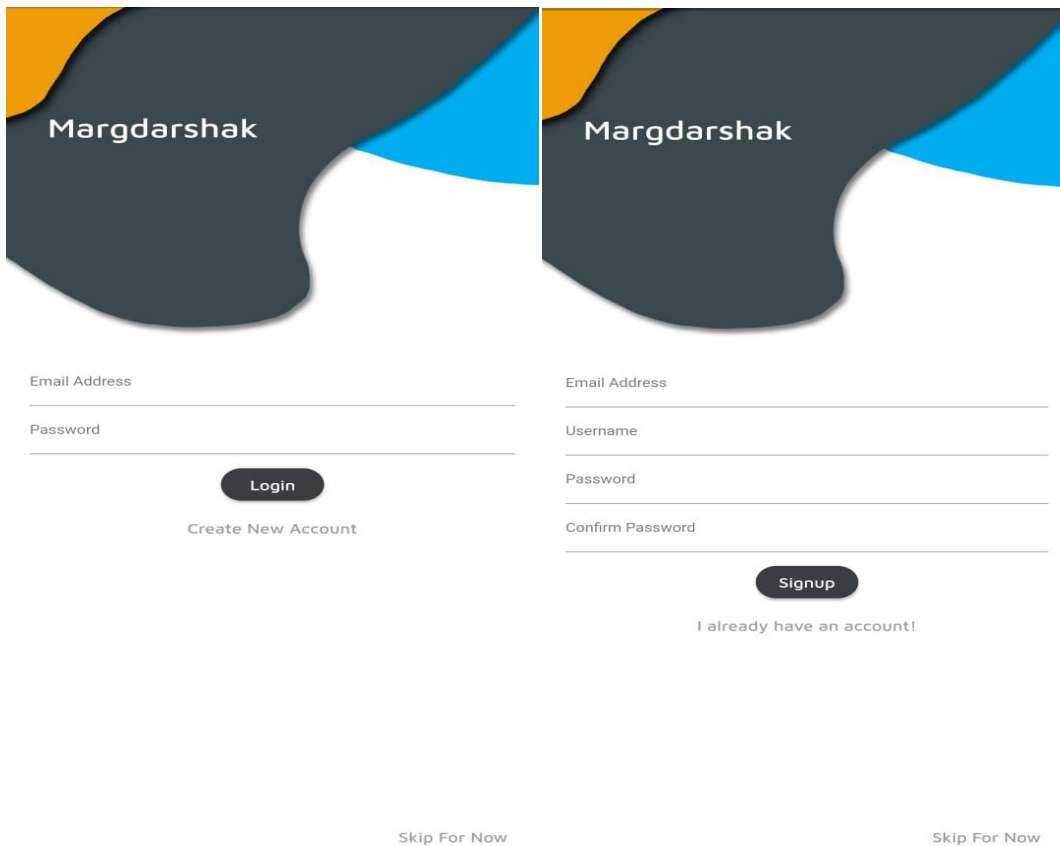 Margdarshak
Email Address
Password
Login
Create New Account
Skip For Now
Margdarshak
Email Address
Username
Password
Confirm Password
Signup
I already have an account!
Skip For Now